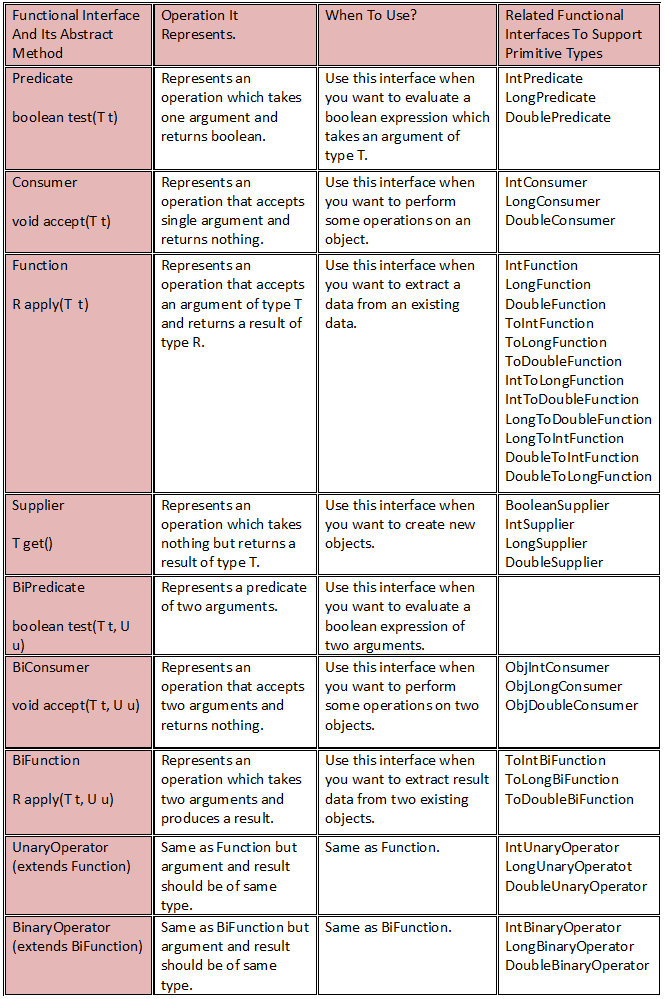 Functional Interface
And Its Abstract
Method
Operation It
Represents.
When To Use?
Related Functional
Interfaces To Support
Primitive Types
Predicate
boolean test(T t)
Represents an
operation which takes
one argument and
returns boolean.
Use this interface when
you want to evaluate a
boolean expression which
takes an argument of
type T.
IntPredicate
LongPredicate
DoublePredicate
Consumer
void accept(T t)
Represents an
operation that accepts
single argument and
returns nothing.
Use this interface when
you want to perform
some operations on an
object.
IntConsumer
LongConsumer
DoubleConsumer
Function
R apply(T t)
Represents an
operation that accepts
an argument of type T
and returns a result of
type R.
Use this interface when
you want to extract a
data from an existing
data.
IntFunction
LongFunction
DoubleFunction
ToIntFunction
ToLongFunction
ToDoubleFunction
IntToLongFunction
IntToDoubleFunction
LongToDoubleFunction
LongToIntFunction
DoubleToIntFunction
DoubleToLongFunction
Supplier
T get()
Represents an
operation which takes
nothing but returns a
result of type T.
Use this interface when
you want to create new
objects.
BooleanSupplier
IntSupplier
LongSupplier
DoubleSupplier
BiPredicate
boolean test(T t, U
u)
Represents a predicate
of two arguments.
Use this interface when
you want to evaluate a
boolean expression of
two arguments.
BiConsumer
void accept(T t, U u)
Represents an
operation that accepts
two arguments and
returns nothing.
Use this interface when
you want to perform
some operations on two
objects.
ObjIntConsumer
ObjLongConsumer
ObjDoubleConsumer
BiFunction
R apply(T t, U u)
Represents an
operation which takes
two arguments and
produces a result.
Use this interface when
you want to extract result
data from two existing
objects.
ToIntBiFunction
ToLongBiFunction
ToDoubleBiFunction
UnaryOperator
(extends Function)
Same as Function but
argument and result
should be of same
type.
Same as Function.
IntUnaryOperator
LongUnaryOperatot
DoubleUnaryOperator
BinaryOperator
(extends BiFunction)
Same as BiFunction but
argument and result
should be of same
type.
Same as BiFunction.
IntBinaryOperator
LongBinaryOperator
DoubleBinaryOperator